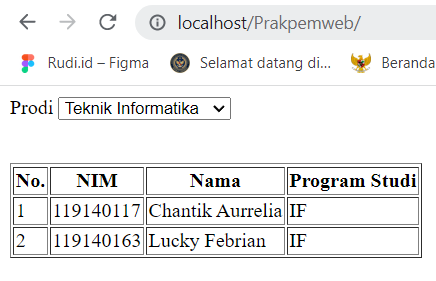 localhost/Prakpemweb/
Rudi.id – Figma Selamat datang di... Beranda
Prodi Teknik Informatika
No. NIM Nama Program Studi
1 119140117 Chantik Aurrelia IF
2 119140163 Lucky Febrian IF